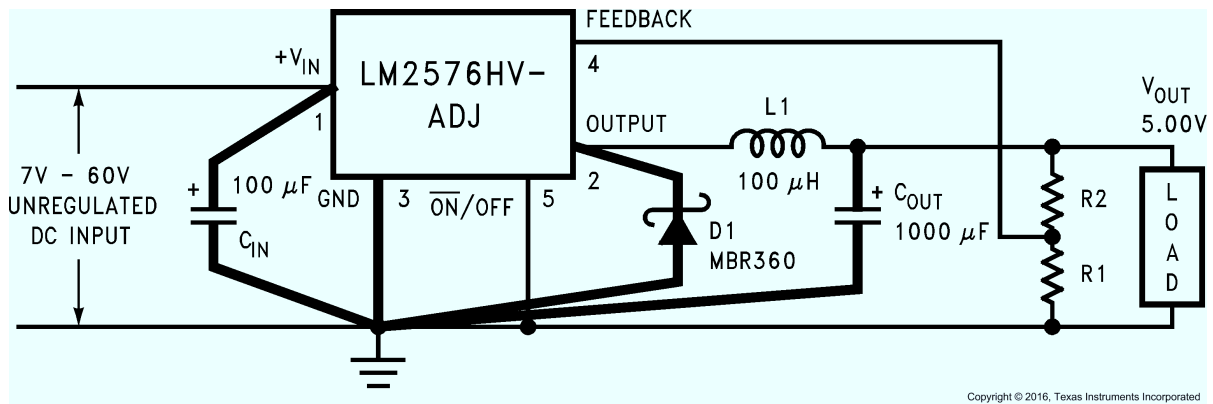 FEEDBACK
+VIN
LM2576HV-
ADJ
4
VOUT
5.00V
1
OUTPUT
L1
7V - 60V
UNREGULATED
DC INPUT
+
100 μF
GND
3
ON/OFF
5
2
100 μH
+
COUT
1000 μF
R2
L
O
A
D
CIN
D1
MBR360
R1
Copyright © 2016, Texas Instruments Incorporated